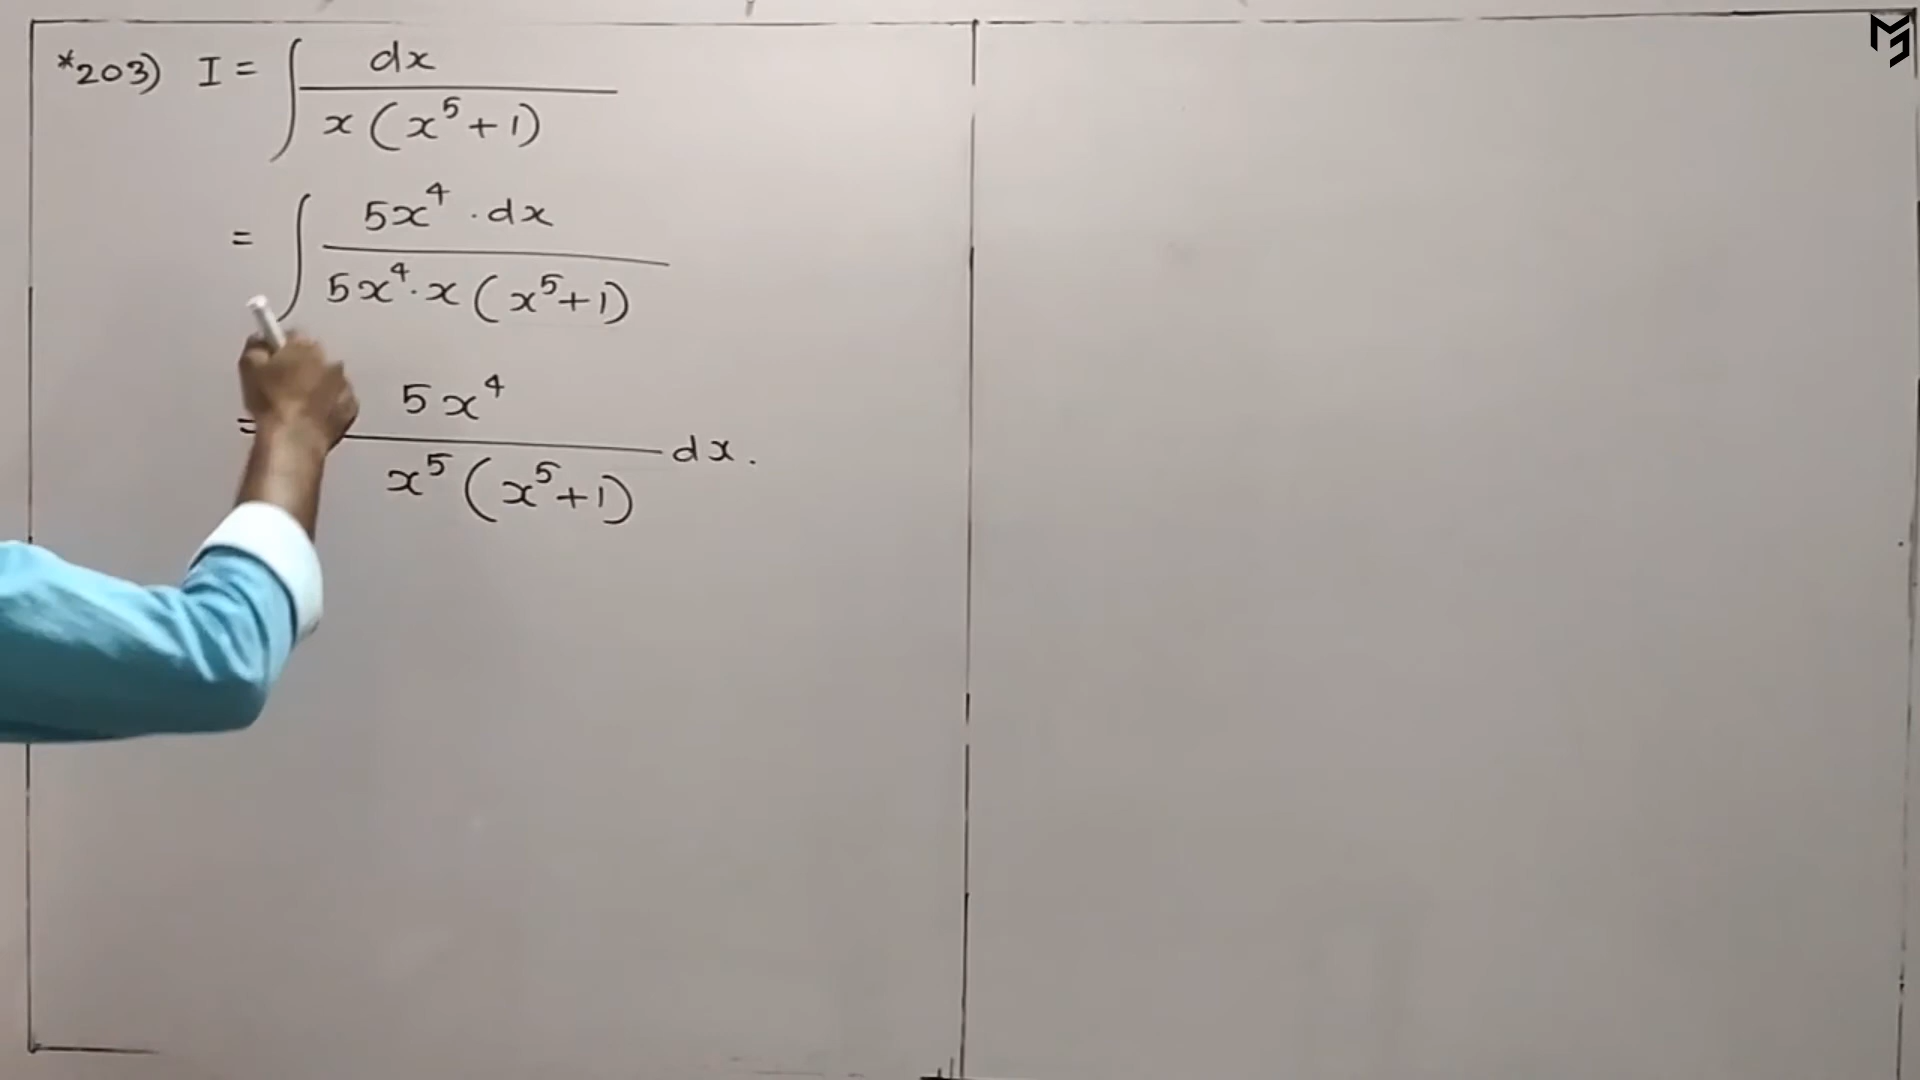 *203) I = ∫ dx / x(x⁵+1)
= ∫ 5x⁴ · dx / 5x⁴ · x(x⁵+1)
= 5x⁴ / x⁵(x⁵+1) dx.